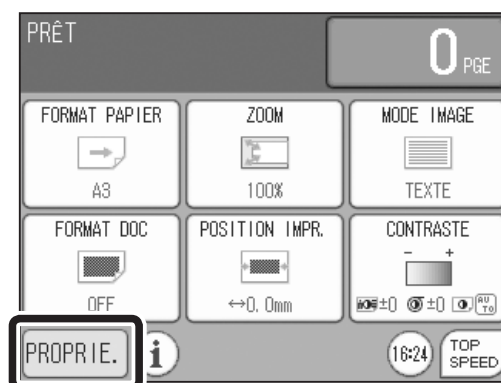 PRÊT
0 PGE
FORMAT PAPIER
A3
ZOOM
100%
MODE IMAGE
TEXTE
FORMAT DOC
OFF
POSITION IMPR.
↔0.0mm
CONTRASTE
- +
±0 ±0 AUTO
PROPRIE.
i
16:24
TOP
SPEED